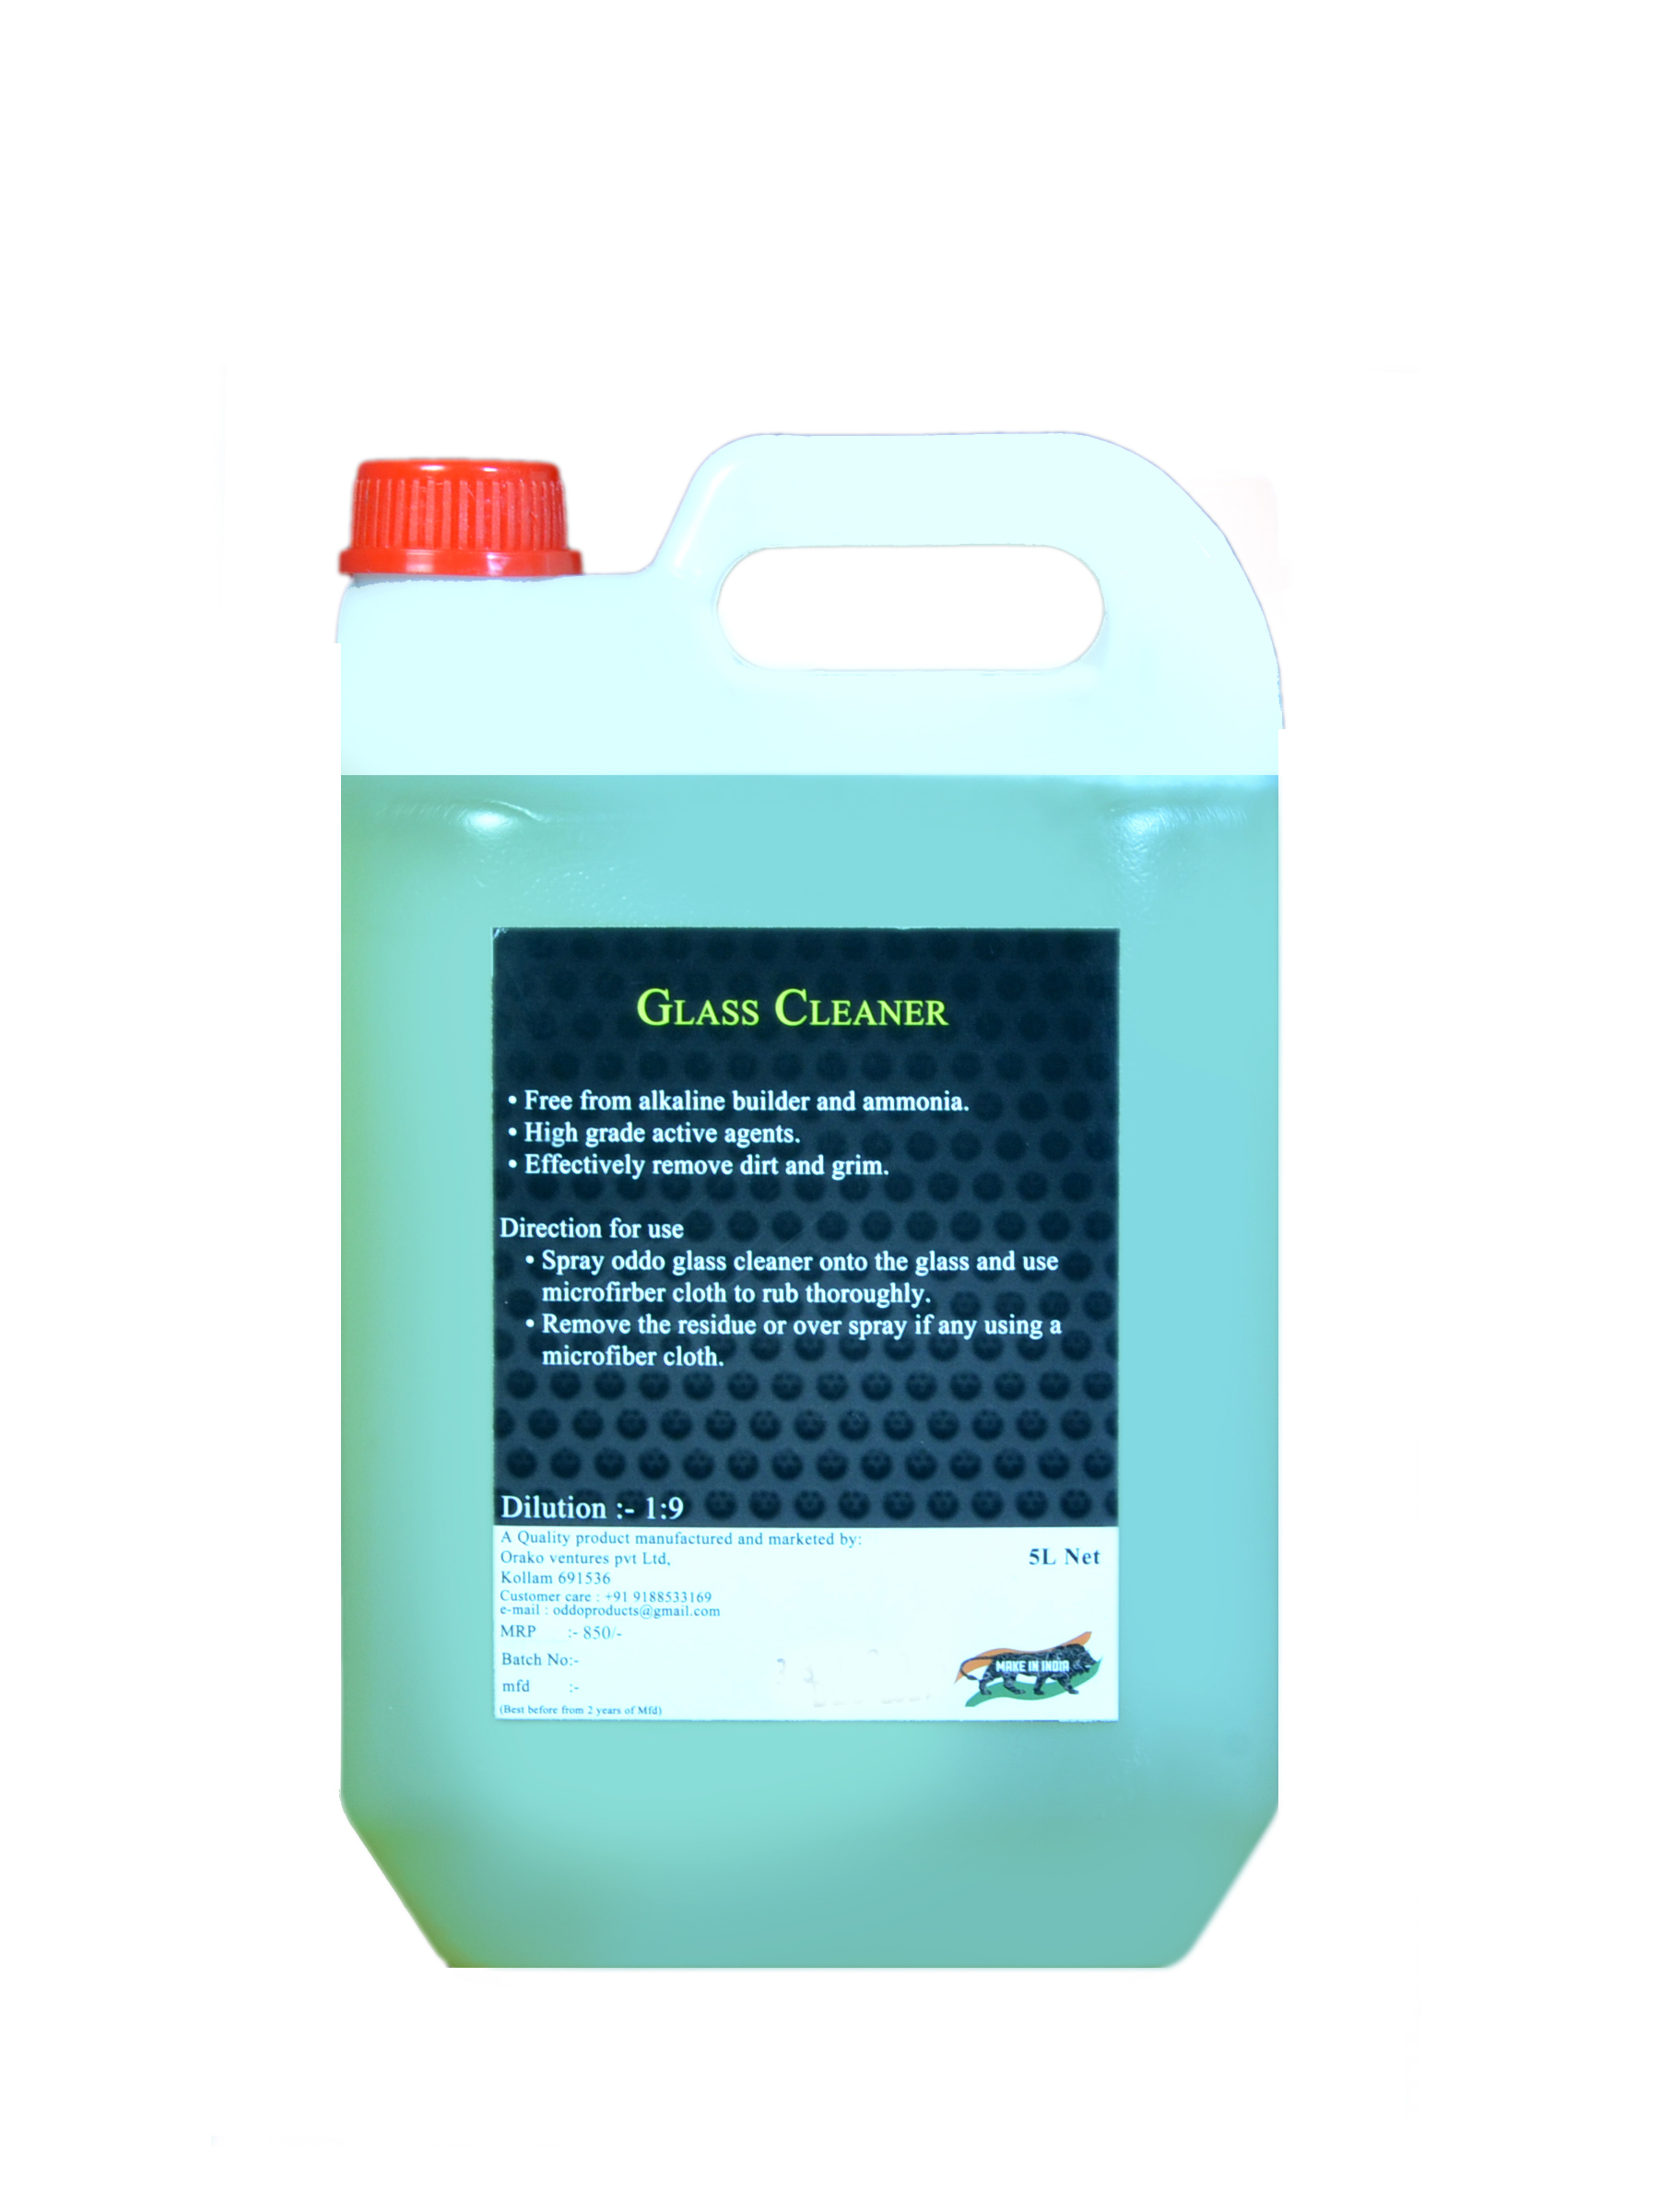 GLASS CLEANER
• Free from alkaline builder and ammonia.
• High grade active agents.
• Effectively remove dirt and grim.
Direction for use
• Spray oddo glass cleaner onto the glass and use
microfirber cloth to rub thoroughly.
• Remove the residue or over spray if any using a
microfiber cloth.
Dilution :- 1:9
A Quality product manufactured and marketed by:
Orako ventures pvt Ltd,
Kollam 691536
Customer care : +91 9188533169
e-mail : oddoproducts@gmail.com
MRP :- 850/-
Batch No:-
mfd :-
(Best before from 2 years of Mfd)
5L Net
MAKE IN INDIA